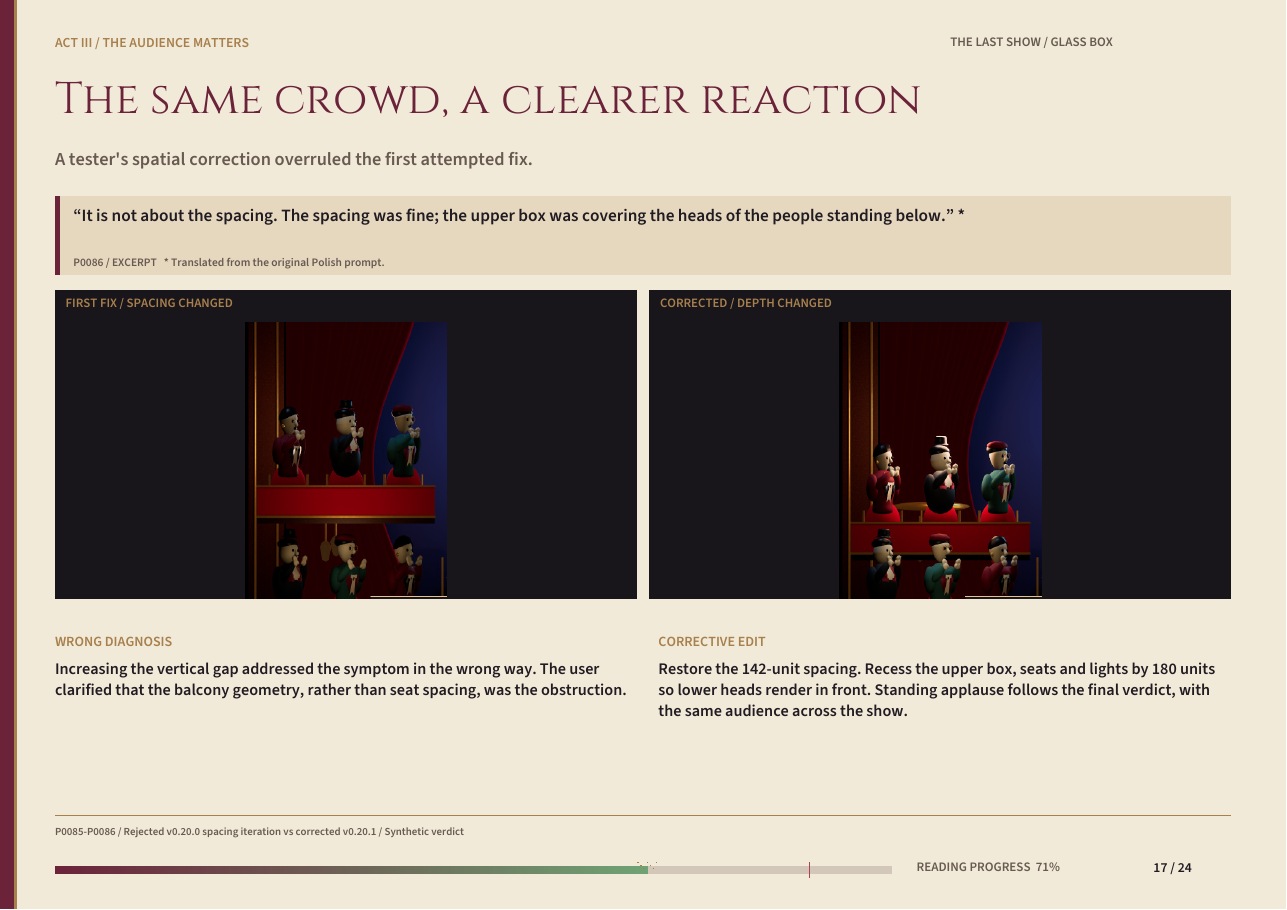 ACT III / THE AUDIENCE MATTERS
THE LAST SHOW / GLASS BOX
THE SAME CROWD, A CLEARER REACTION
A tester's spatial correction overruled the first attempted fix.
“It is not about the spacing. The spacing was fine; the upper box was covering the heads of the people standing below.” *
P0086 / EXCERPT * Translated from the original Polish prompt.
FIRST FIX / SPACING CHANGED
CORRECTED / DEPTH CHANGED
WRONG DIAGNOSIS
Increasing the vertical gap addressed the symptom in the wrong way. The user
clarified that the balcony geometry, rather than seat spacing, was the obstruction.
CORRECTIVE EDIT
Restore the 142-unit spacing. Recess the upper box, seats and lights by 180 units
so lower heads render in front. Standing applause follows the final verdict, with
the same audience across the show.
P0085-P0086 / Rejected v0.20.0 spacing iteration vs corrected v0.20.1 / Synthetic verdict
READING PROGRESS 71%
17 / 24